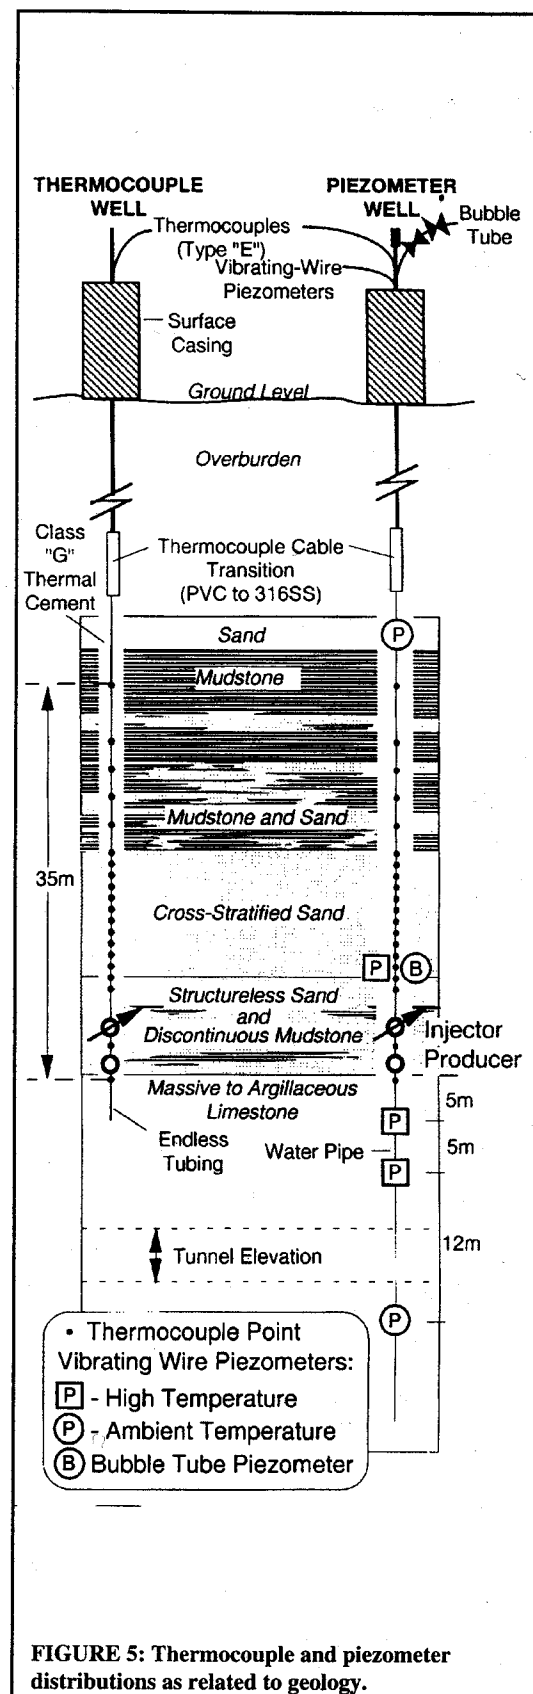 THERMOCOUPLE
WELL
PIEZOMETER
WELL
Bubble
Tube
Thermocouples
(Type "E")
Vibrating-Wire
Piezometers
Surface
Casing
Ground Level
Overburden
Class
"G"
Thermal
Cement
Thermocouple Cable
Transition
(PVC to 316SS)
Sand
P
Mudstone
Mudstone and Sand
35m
Cross-Stratified Sand
P
B
Structureless Sand
and
Discontinuous Mudstone
Injector
Producer
Massive to Argillaceous
Limestone
5m
P
Endless
Tubing
Water Pipe
5m
P
12m
Tunnel Elevation
P
• Thermocouple Point
Vibrating Wire Piezometers:
P - High Temperature
P - Ambient Temperature
B Bubble Tube Piezometer
FIGURE 5: Thermocouple and piezometer
distributions as related to geology.